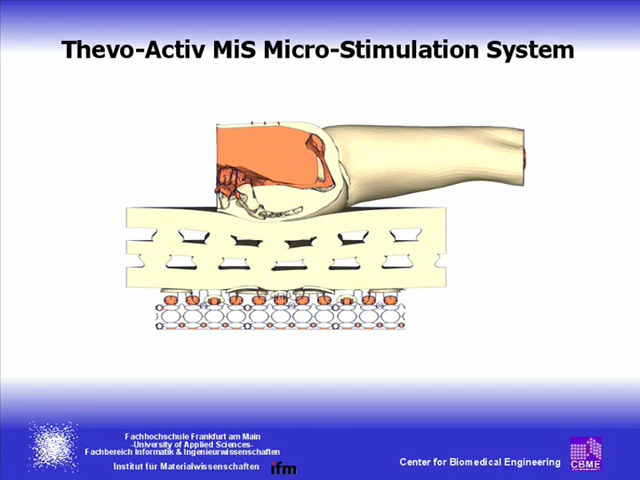 Thevo-Activ MiS Micro-Stimulation System
Fachhochschule Frankfurt am Main
-University of Applied Sciences-
Fachbereich Informatik & Ingenieurwissenschaften
Institut für Materialwissenschaften ifm
Center for Biomedical Engineering
CBME